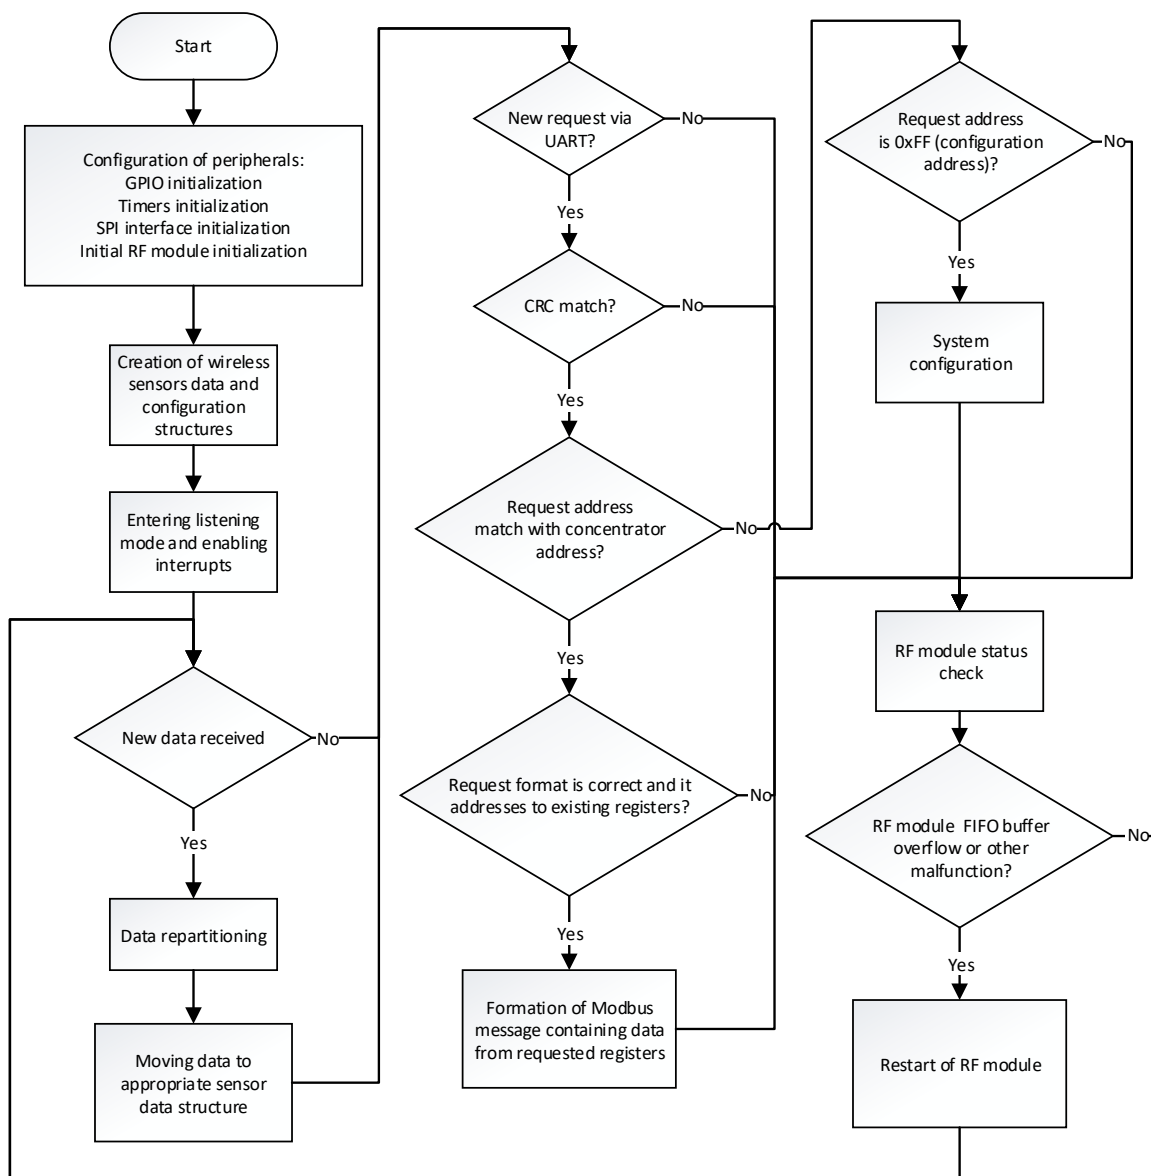 Start
Configuration of peripherals:
GPIO initialization
Timers initialization
SPI interface initialization
Initial RF module initialization
Creation of wireless
sensors data and
configuration
structures
Entering listening
mode and enabling
interrupts
New data received
No
Yes
Data repartitioning
Moving data to
appropriate sensor
data structure
New request via
UART?
No
Yes
CRC match?
No
Yes
Request address
match with concentrator
address?
No
Yes
Request format is correct and it
addresses to existing registers?
No
Yes
Formation of Modbus
message containing data
from requested registers
Request address
is 0xFF (configuration
address)?
No
Yes
System
configuration
RF module status
check
RF module FIFO buffer
overflow or other
malfunction?
No
Yes
Restart of RF module